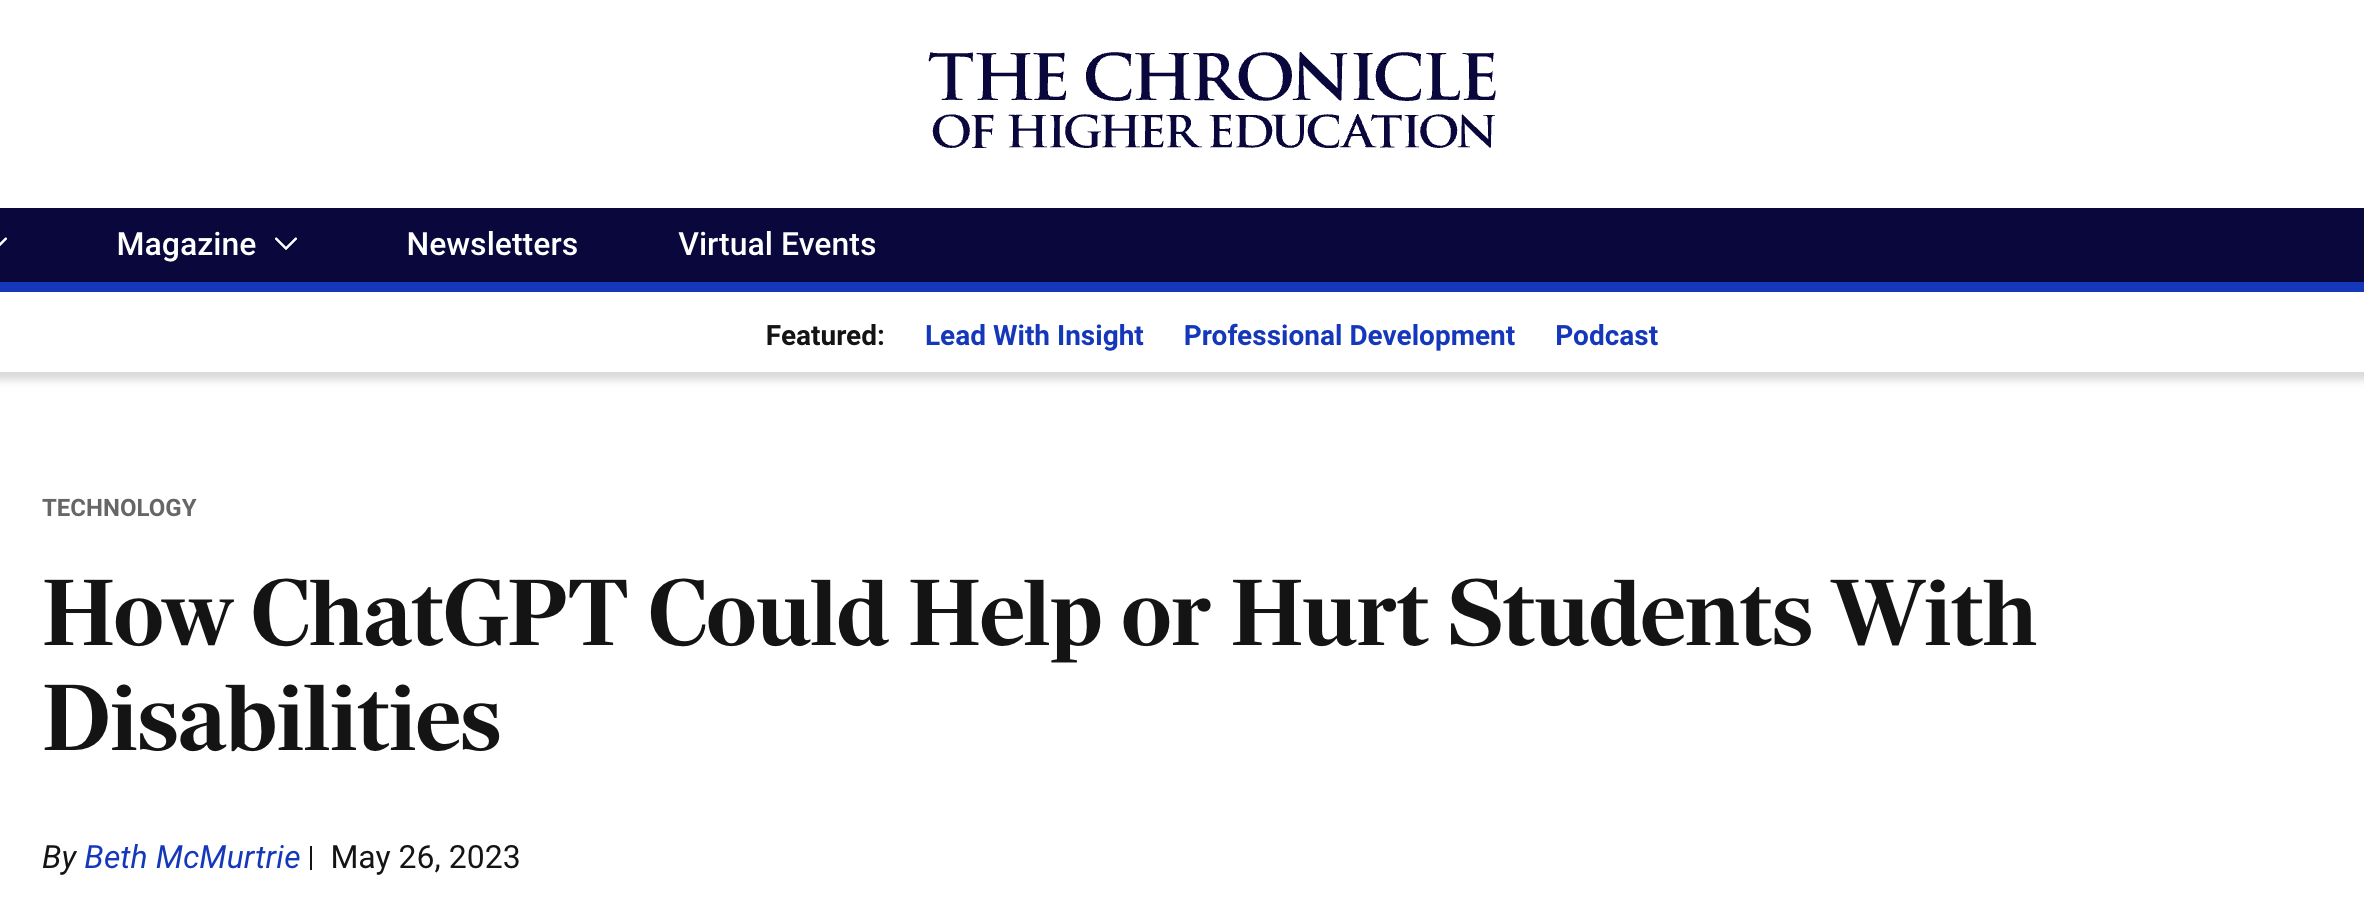 THE CHRONICLE
OF HIGHER EDUCATION
Magazine Newsletters Virtual Events
Featured: Lead With Insight Professional Development Podcast
TECHNOLOGY
How ChatGPT Could Help or Hurt Students With
Disabilities
By Beth McMurtrie | May 26, 2023